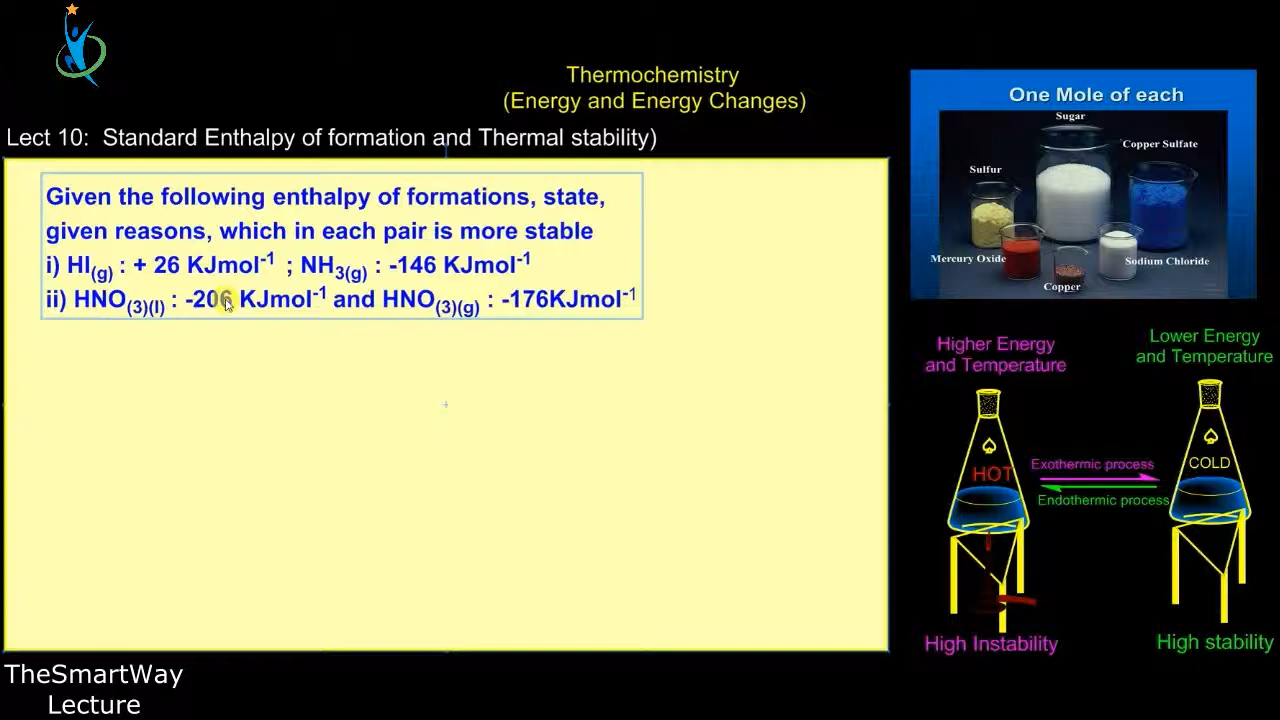 Thermochemistry
(Energy and Energy Changes)
Lect 10: Standard Enthalpy of formation and Thermal stability)
Given the following enthalpy of formations, state,
given reasons, which in each pair is more stable
i) HI(g) : + 26 KJmol-1 ; NH3(g) : -146 KJmol-1
ii) HNO(3)(l) : -206 KJmol-1 and HNO(3)(g) : -176KJmol-1
One Mole of each
Sugar
Copper Sulfate
Sulfur
Mercury Oxide
Sodium Chloride
Copper
Higher Energy
and Temperature
Lower Energy
and Temperature
HOT
Exothermic process
Endothermic process
COLD
High Instability
High stability
TheSmartWay
Lecture